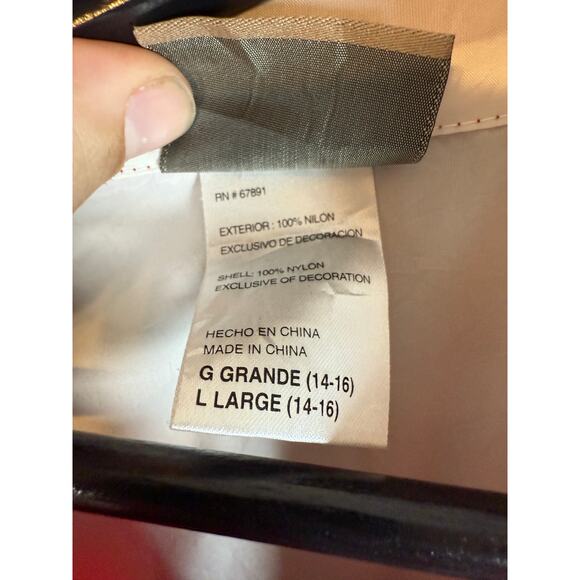 RN # 67891
EXTERIOR : 100% NILON
EXCLUSIVO DE DECORACION
SHELL: 100% NYLON
EXCLUSIVE OF DECORATION
HECHO EN CHINA
MADE IN CHINA
G GRANDE (14-16)
L LARGE (14-16)